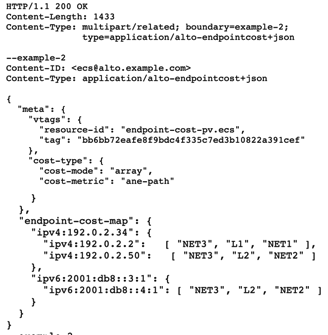 HTTP/1.1 200 OK
Content-Length: 1433
Content-Type: multipart/related; boundary=example-2;
type=application/alto-endpointcost+json
--example-2
Content-ID: <ecs@alto.example.com>
Content-Type: application/alto-endpointcost+json
{
"meta": {
"vtags": {
"resource-id": "endpoint-cost-pv.ecs",
"tag": "bb6bb72eafe8f9bdc4f335c7ed3b10822a391cef"
},
"cost-type": {
"cost-mode": "array",
"cost-metric": "ane-path"
}
},
"endpoint-cost-map": {
"ipv4:192.0.2.34": {
"ipv4:192.0.2.2": [ "NET3", "L1", "NET1" ],
"ipv4:192.0.2.50": [ "NET3", "L2", "NET2" ]
},
"ipv6:2001:db8::3:1": {
"ipv6:2001:db8::4:1": [ "NET3", "L2", "NET2" ]
}
}
}